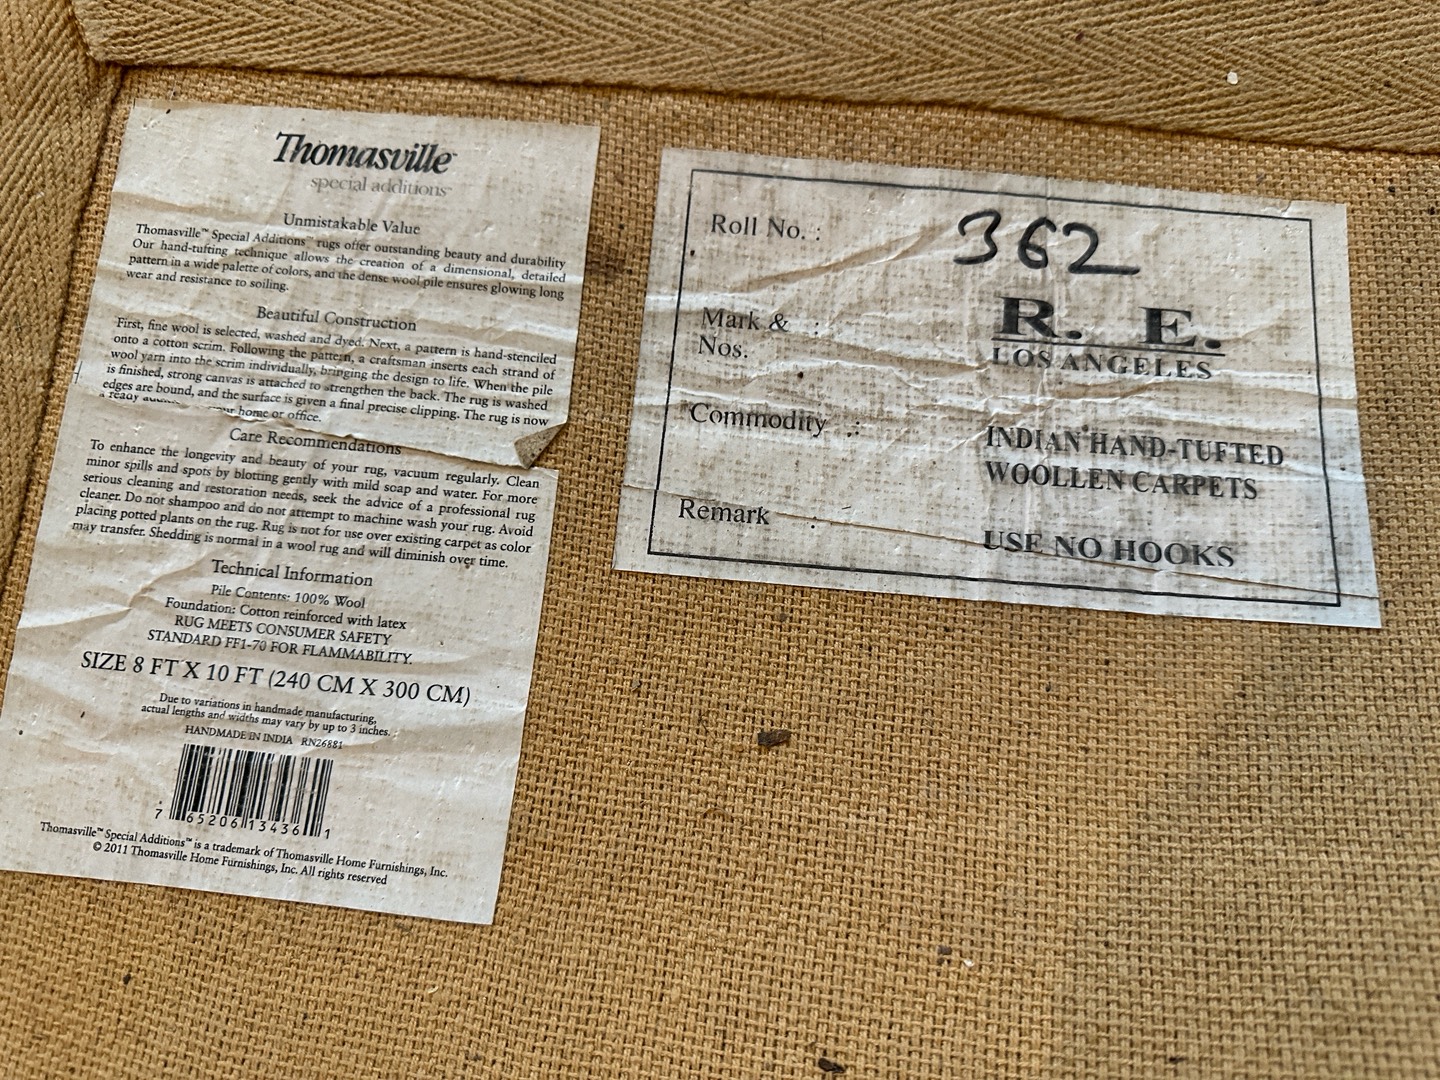 Thomasville™
special additions™
Unmistakable Value
Thomasville™ Special Additions™ rugs offer outstanding beauty and durability
Our hand-tufting technique allows the creation of a dimensional, detailed
pattern in a wide palette of colors, and the dense wool pile ensures glowing long
wear and resistance to soiling.
Beautiful Construction
First, fine wool is selected, washed and dyed. Next, a pattern is hand-stenciled
onto a cotton scrim. Following the pattern, a craftsman inserts each strand of
wool yarn into the scrim individually, bringing the design to life. When the pile
is finished, strong canvas is attached to strengthen the back. The rug is washed
edges are bound, and the surface is given a final precise clipping. The rug is now
a ready home or office.
Care Recommendations
To enhance the longevity and beauty of your rug, vacuum regularly. Clean
minor spills and spots by blotting gently with mild soap and water. For more
serious cleaning and restoration needs, seek the advice of a professional rug
cleaner. Do not shampoo and do not attempt to machine wash your rug. Avoid
placing potted plants on the rug. Rug is not for use over existing carpet as color
may transfer. Shedding is normal in a wool rug and will diminish over time.
Technical Information
Pile Contents: 100% Wool
Foundation: Cotton reinforced with latex
RUG MEETS CONSUMER SAFETY
STANDARD FF1-70 FOR FLAMMABILITY.
SIZE 8 FT X 10 FT (240 CM X 300 CM)
Due to variations in handmade manufacturing,
actual lengths and widths may vary by up to 3 inches.
HANDMADE IN INDIA RN26881
7 65206 13436 1
Thomasville™ Special Additions™ is a trademark of Thomasville Home Furnishings, Inc.
© 2011 Thomasville Home Furnishings, Inc. All rights reserved
Roll No. : 362
Mark & : R. E.
Nos. LOS ANGELES
Commodity : INDIAN HAND-TUFTED
WOOLLEN CARPETS
Remark : USE NO HOOKS